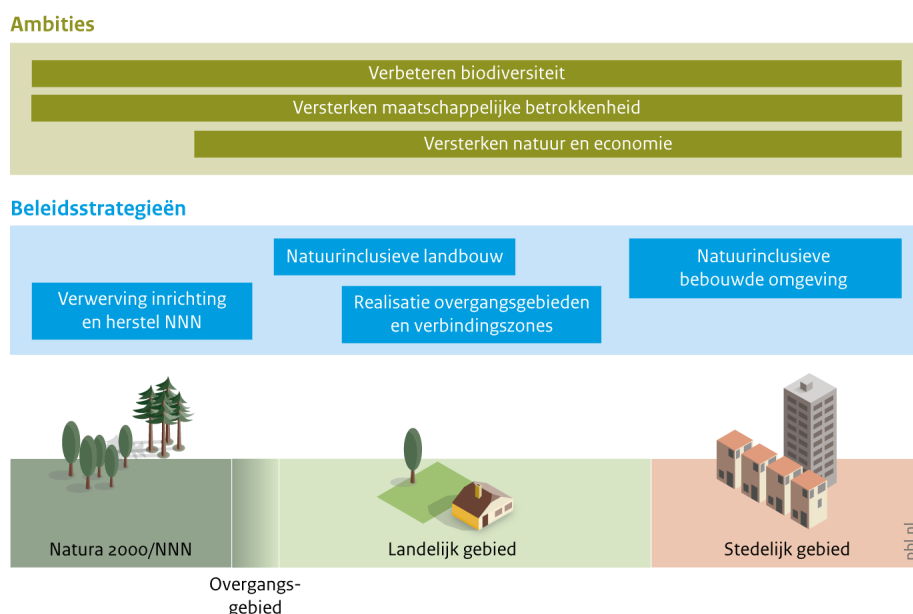 Ambities
Verbeteren biodiversiteit
Versterken maatschappelijke betrokkenheid
Versterken natuur en economie
Beleidsstrategieën
Natuurinclusieve landbouw
Natuurinclusieve
bebouwde omgeving
Verwerving inrichting
en herstel NNN
Realisatie overgangsgebieden
en verbindingszones
Natura 2000/NNN
Landelijk gebied
Stedelijk gebied
pbl.nl
Overgangs-
gebied